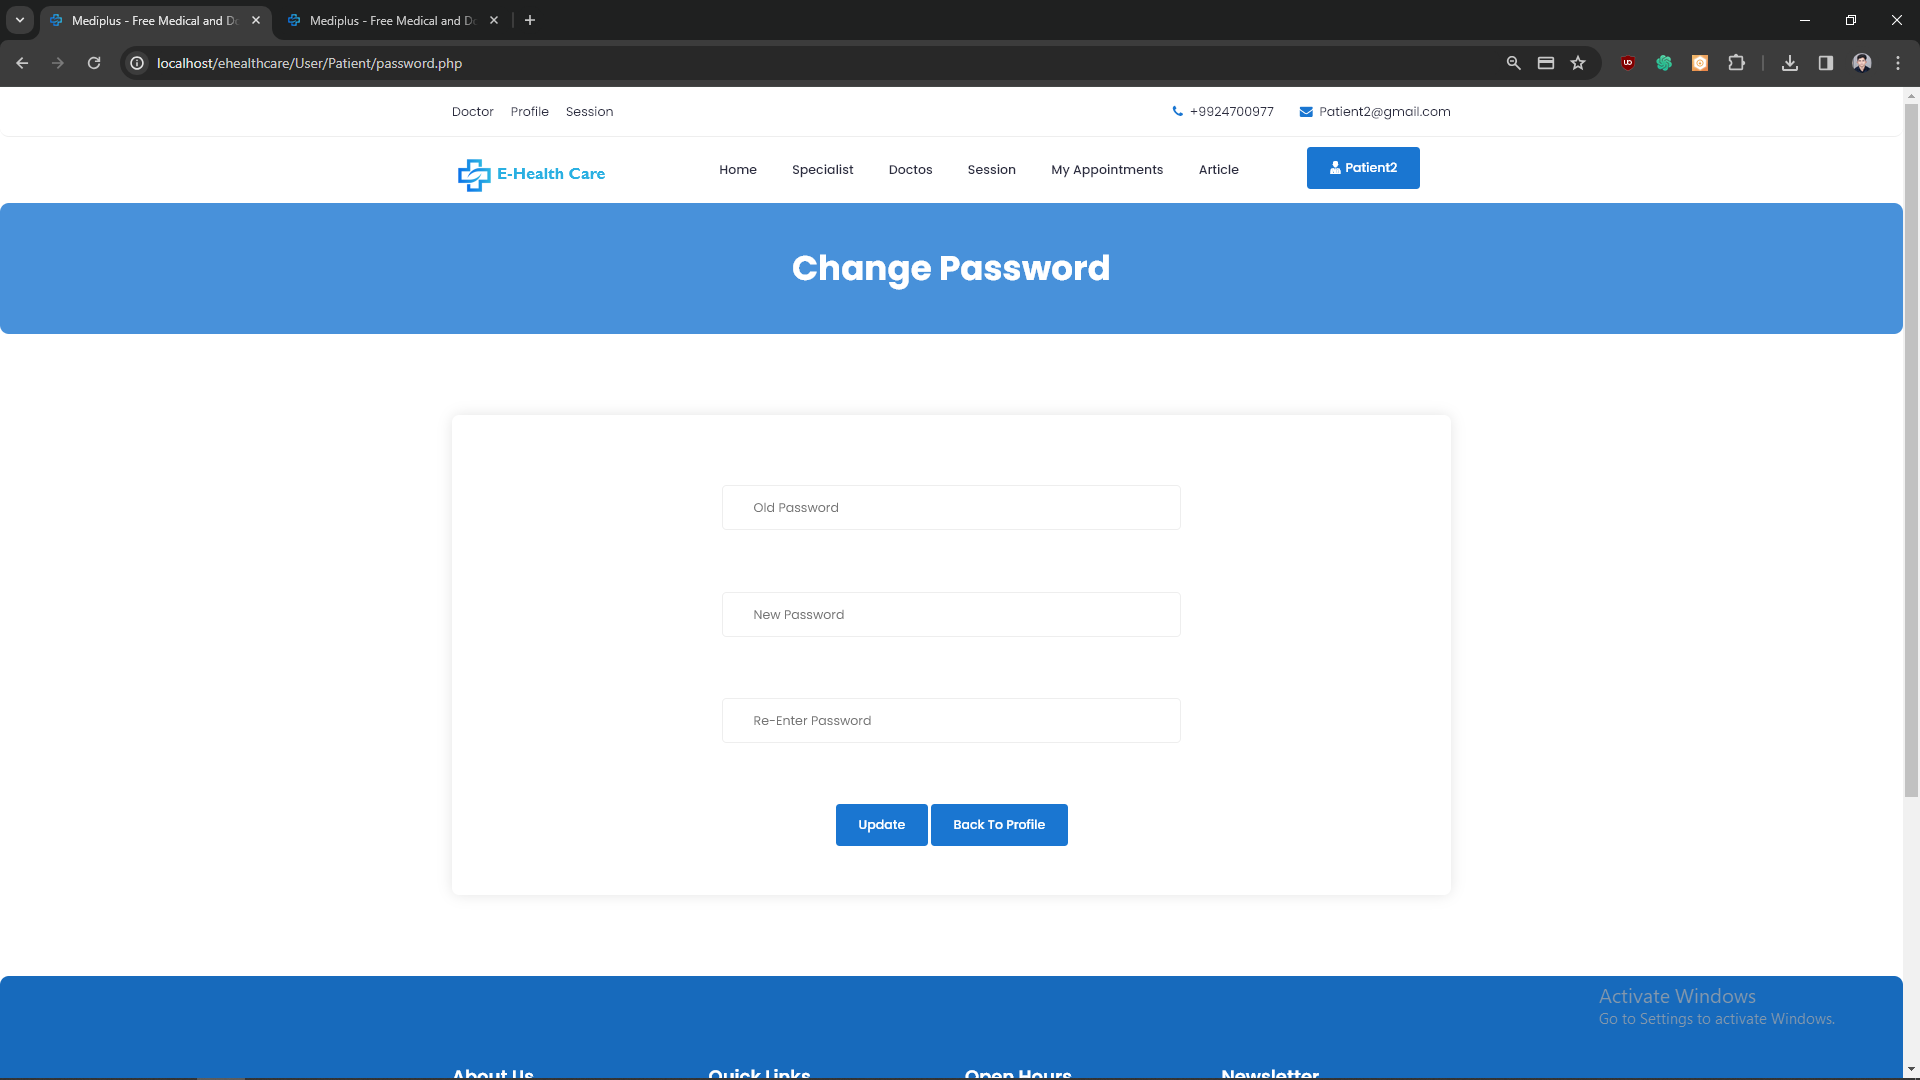 Mediplus - Free Medical and Do
Mediplus - Free Medical and Do
localhost/ehealthcare/User/Patient/password.php
Doctor Profile Session
+9924700977 Patient2@gmail.com
E-Health Care
Home Specialist Doctos Session My Appointments Article
Patient2
Change Password
Old Password
New Password
Re-Enter Password
Update Back To Profile
Activate Windows
Go to Settings to activate Windows.
About Us Quick Links Open Hours Newsletter